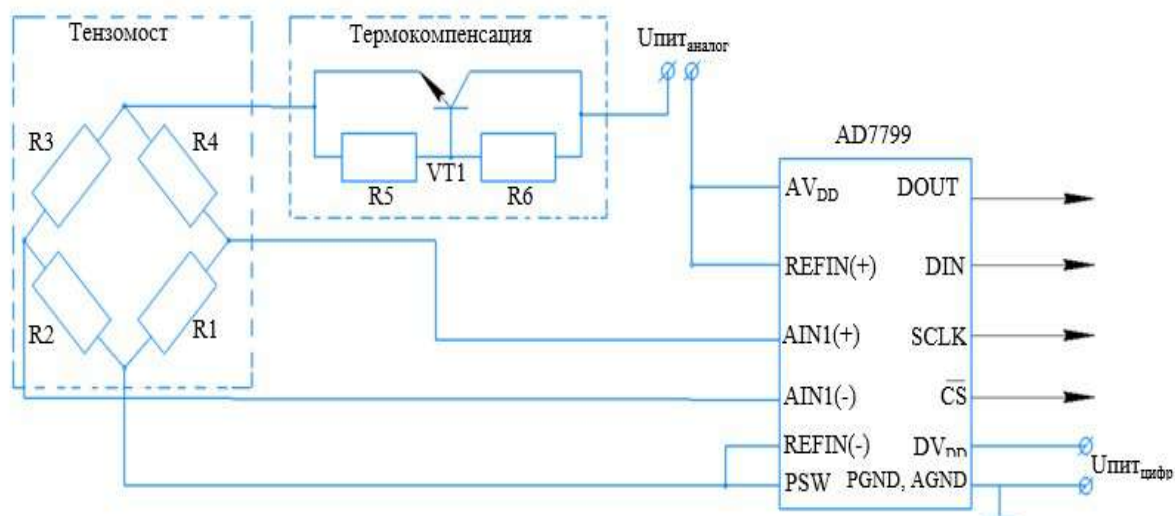 Тензомост
Термокомпенсация
Uпит аналог
R3
R4
R5
VT1
R6
R2
R1
AD7799
AVDD
DOUT
REFIN(+)
DIN
AIN1(+)
SCLK
AIN1(-)
CS
REFIN(-)
DVDD
PSW
PGND, AGND
Uпит цифр